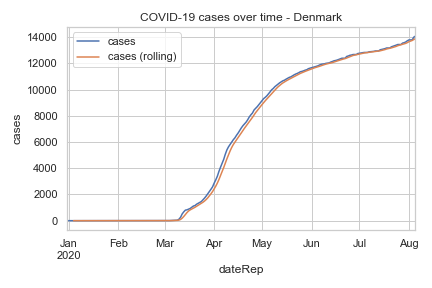 COVID-19 cases over time - Denmark
cases
cases (rolling)
14000
12000
10000
8000
6000
4000
2000
0
cases
Jan Feb Mar Apr May Jun Jul Aug
2020
dateRep